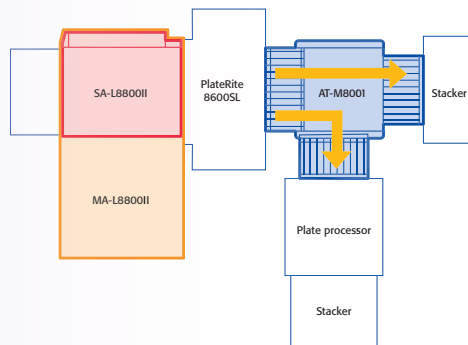 SA-L8800II
MA-L8800II
PlateRite
8600SL
AT-M8001
Stacker
Plate processor
Stacker